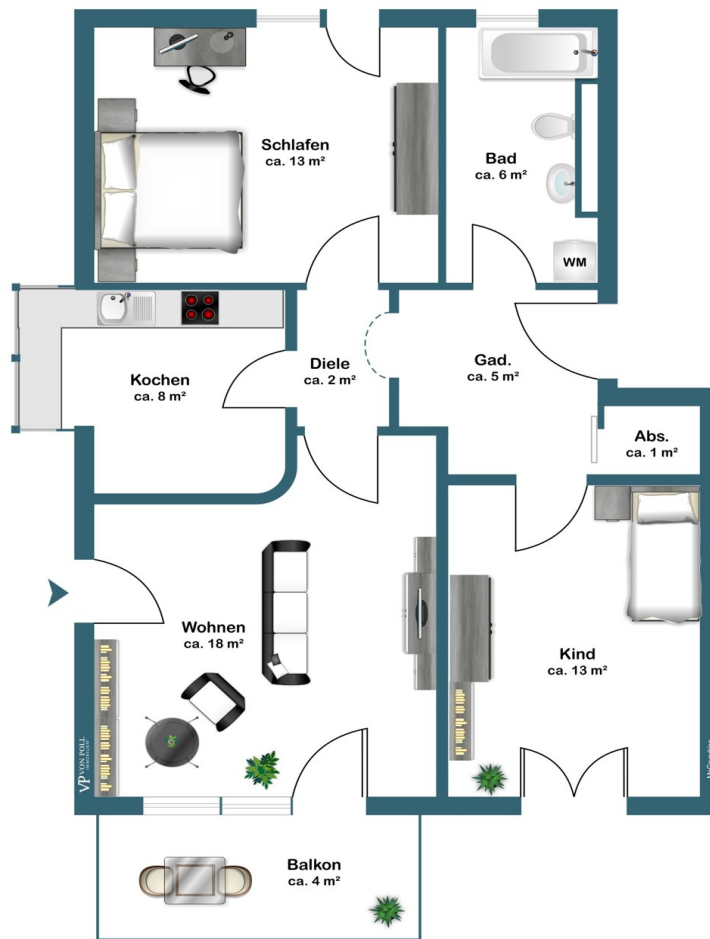 Schlafen
ca. 13 m²
Bad
ca. 6 m²
WM
Kochen
ca. 8 m²
Diele
ca. 2 m²
Gad.
ca. 5 m²
Abs.
ca. 1 m²
Wohnen
ca. 18 m²
Kind
ca. 13 m²
VP VON POLL
IMMOBILIEN
Balkon
ca. 4 m²